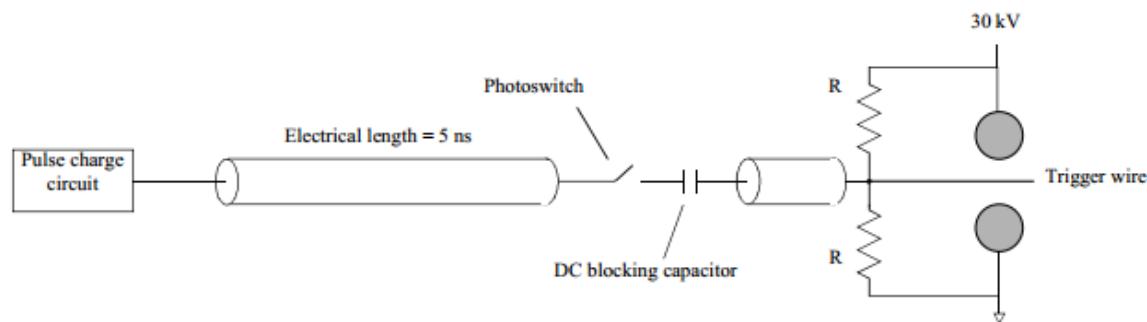 30 kV
Photoswitch
R
Electrical length = 5 ns
Pulse charge
circuit
Trigger wire
R
DC blocking capacitor